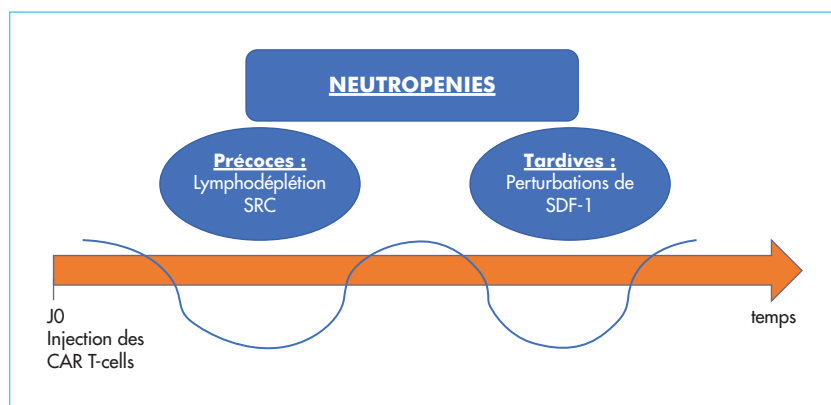 NEUTROPENIES
Précoces :
Lymphodéplétion
SRC
Tardives :
Perturbations de
SDF-1
J0
Injection des
CAR T-cells
temps